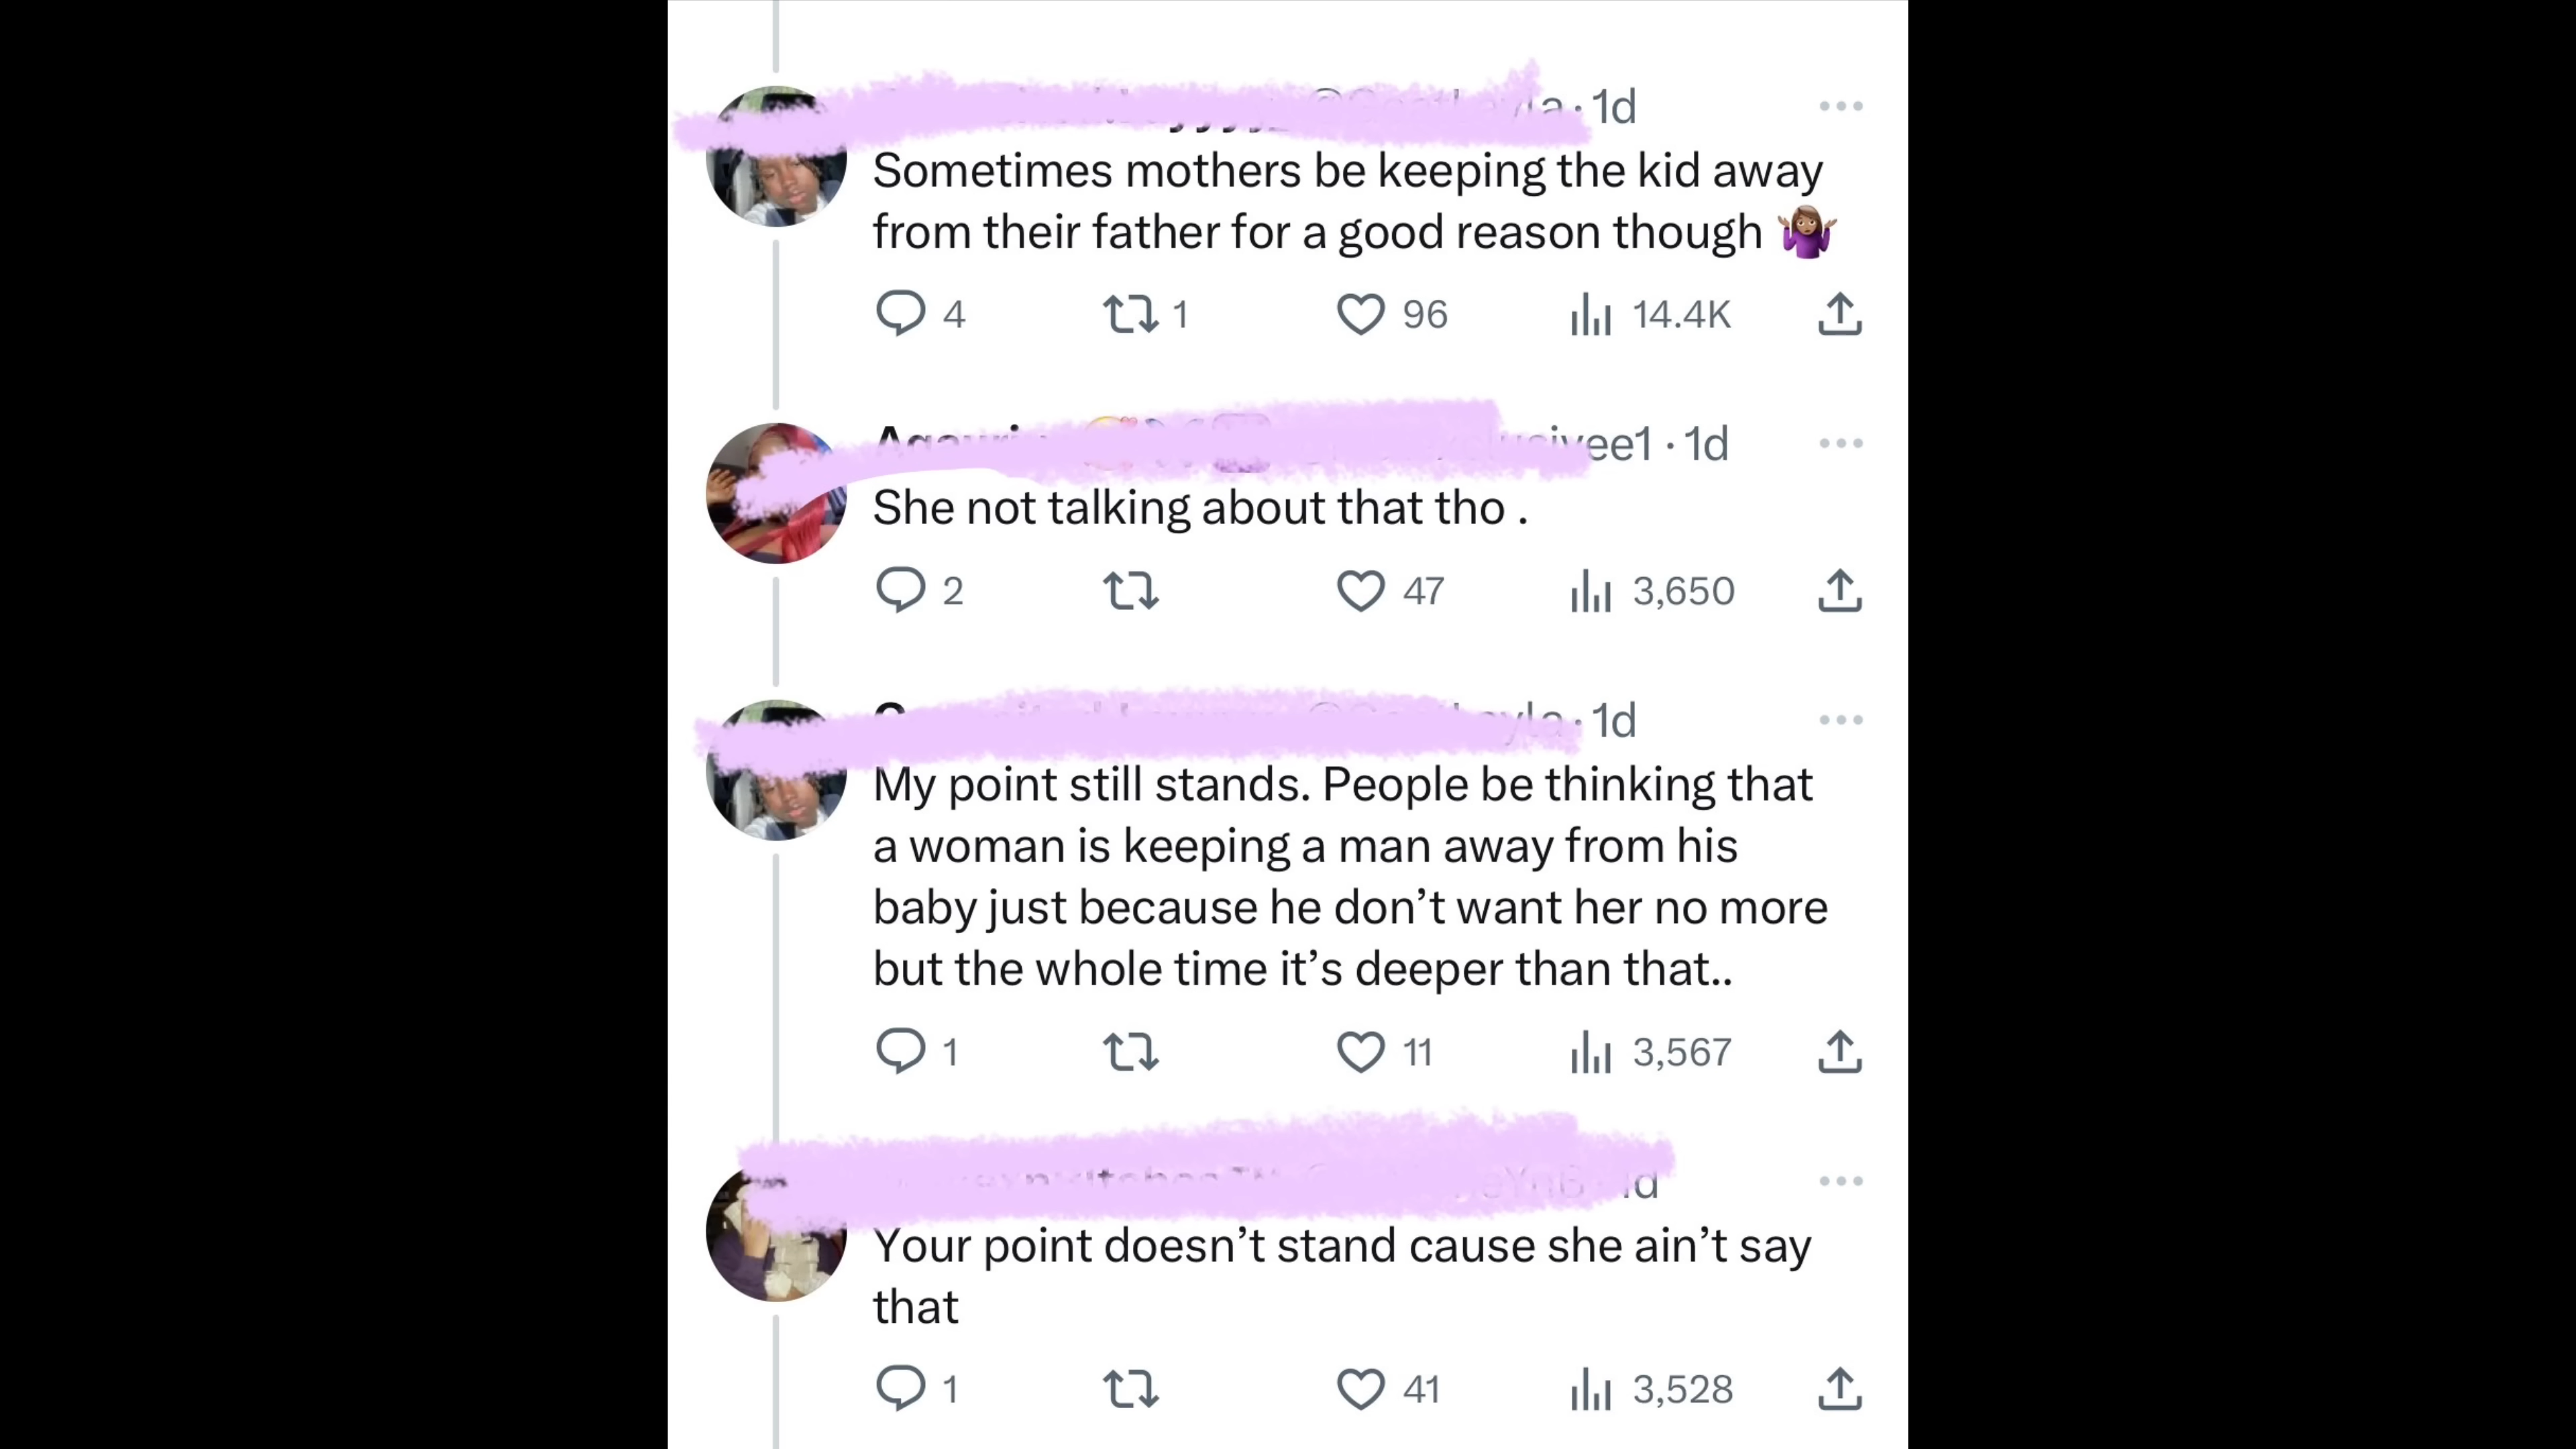 1d
Sometimes mothers be keeping the kid away
from their father for a good reason though 🤷🏽‍♀️
4 1 96 14.4K
· 1d
She not talking about that tho .
2 47 3,650
· 1d
My point still stands. People be thinking that
a woman is keeping a man away from his
baby just because he don’t want her no more
but the whole time it’s deeper than that..
1 11 3,567
Your point doesn’t stand cause she ain’t say
that
1 41 3,528